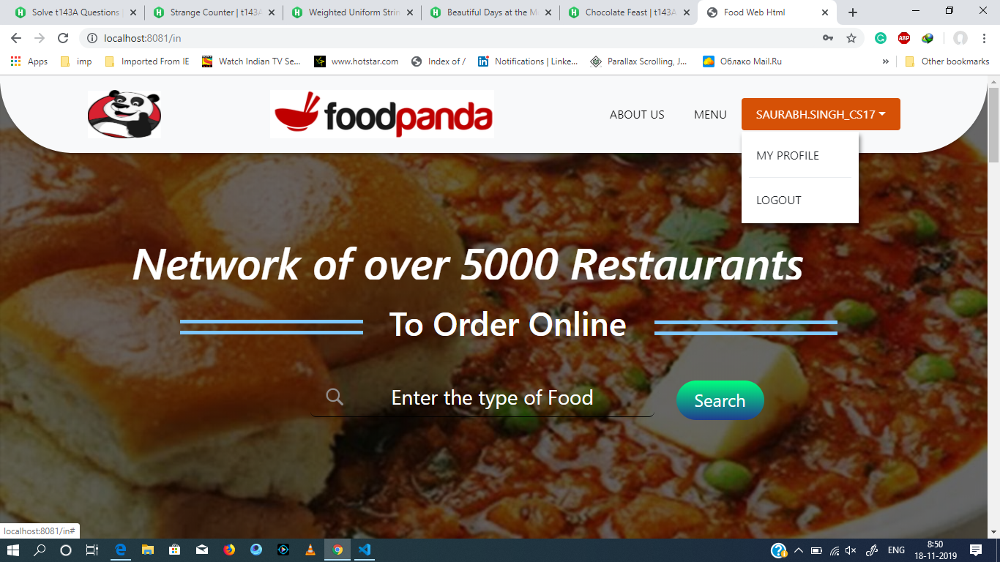 Solve t143A Questions
Strange Counter | t143A
Weighted Uniform Strin
Beautiful Days at the M
Chocolate Feast | t143A
Food Web Html
localhost:8081/in
ABP
Apps
imp
Imported From IE
Watch Indian TV Se...
www.hotstar.com
Index of /
Notifications | Linke...
Parallax Scrolling, J...
Облако Mail.Ru
»
Other bookmarks
foodpanda
ABOUT US
MENU
SAURABH.SINGH_CS17
MY PROFILE
LOGOUT
Network of over 5000 Restaurants
To Order Online
Enter the type of Food
Search
localhost:8081/in#
ENG
8:50
18-11-2019